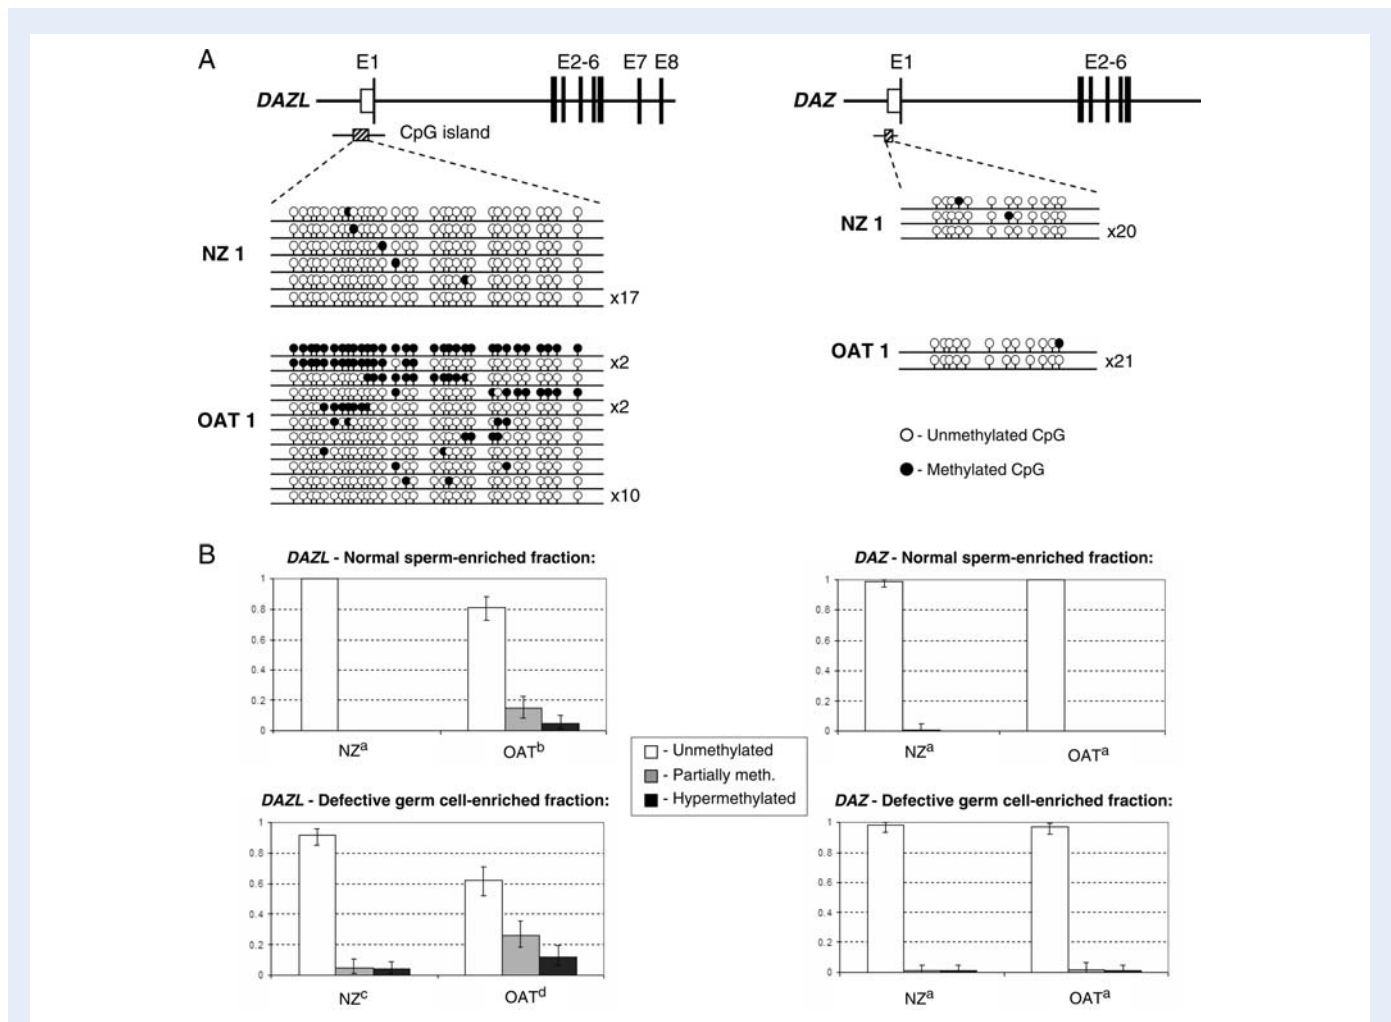 A
E1 E2-6 E7 E8
DAZL
CpG island
NZ 1
x17
OAT 1
x2
x2
x10
E1 E2-6
DAZ
NZ 1
x20
OAT 1
x21
- Unmethylated CpG
- Methylated CpG
B
DAZL - Normal sperm-enriched fraction:
1
0.8
0.6
0.4
0.2
0
NZa OATb
DAZ - Normal sperm-enriched fraction:
1
0.8
0.6
0.4
0.2
0
NZa OATa
- Unmethylated
- Partially meth.
- Hypermethylated
DAZL - Defective germ cell-enriched fraction:
1
0.8
0.6
0.4
0.2
0
NZc OATd
DAZ - Defective germ cell-enriched fraction:
1
0.8
0.6
0.4
0.2
0
NZa OATa